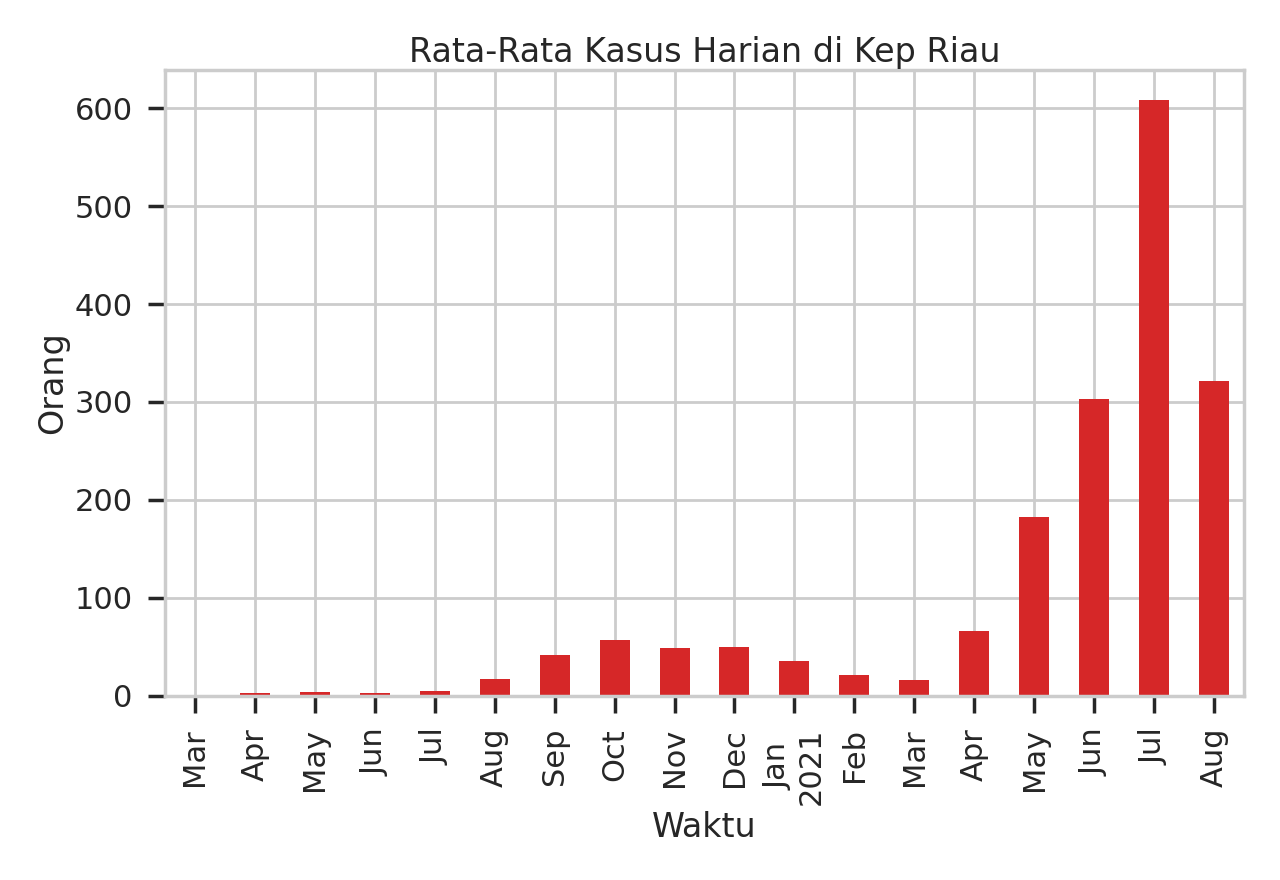 Rata-Rata Kasus Harian di Kep Riau
600
500
400
300
200
100
0
Orang
Mar
Apr
May
Jun
Jul
Aug
Sep
Oct
Nov
Dec
Jan
2021
Feb
Mar
Apr
May
Jun
Jul
Aug
Waktu